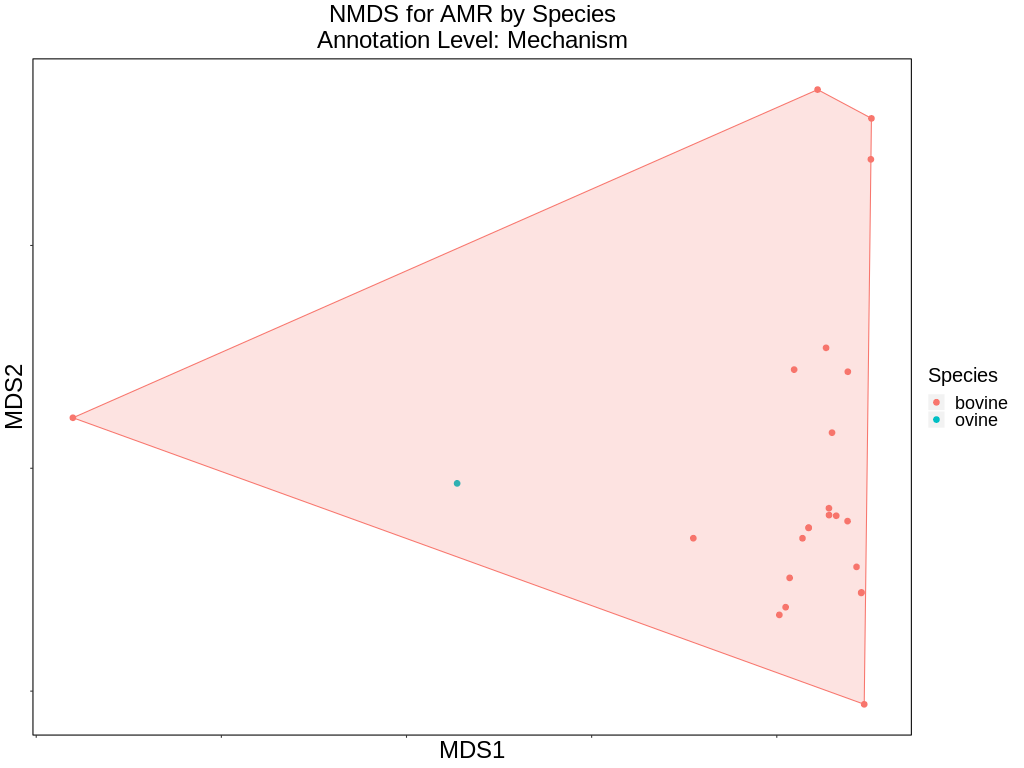 NMDS for AMR by Species
Annotation Level: Mechanism
MDS2
Species
bovine
ovine
MDS1